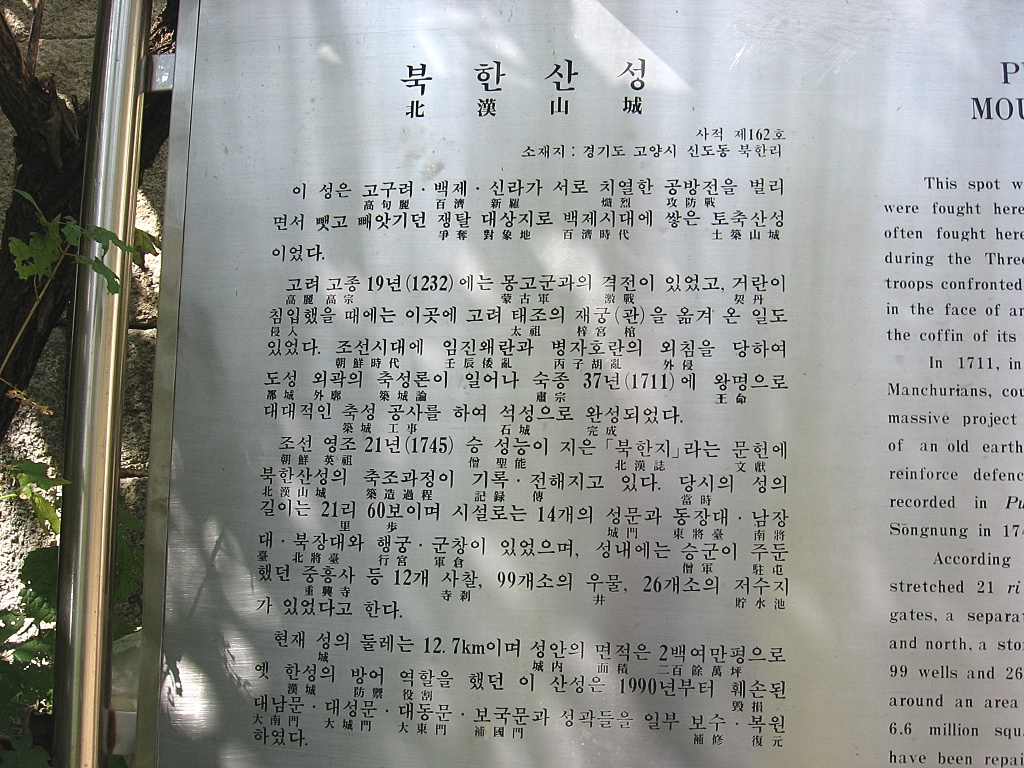 북 한 산 성
北 漢 山 城
사적 제162호
소재지 : 경기도 고양시 신도동 북한리
이 성은 고구려 · 백제 · 신라가 서로 치열한 공방전을 벌리
高句麗 百濟 新羅 熾烈 攻防戰
면서 뺏고 빼앗기던 쟁탈 대상지로 백제시대에 쌓은 토축산성
爭奪 對象地 百濟時代 土築山城
이었다.
고려 고종 19년(1232)에는 몽고군과의 격전이 있었고, 거란이
高麗 高宗 蒙古軍 激戰 契丹
침입했을 때에는 이곳에 고려 태조의 재궁(관)을 옮겨 온 일도
侵入 太祖 梓宮 棺
있었다. 조선시대에 임진왜란과 병자호란의 외침을 당하여
朝鮮時代 壬辰倭亂 丙子胡亂 外侵
도성 외곽의 축성론이 일어나 숙종 37년(1711)에 왕명으로
都城 外廓 築城論 肅宗 王命
대대적인 축성 공사를 하여 석성으로 완성되었다.
築城 工事 石城 完成
조선 영조 21년(1745) 승 성능이 지은 「북한지」라는 문헌에
朝鮮 英祖 僧 聖能 北漢誌 文獻
북한산성의 축조과정이 기록 · 전해지고 있다. 당시의 성의
北漢山城 築造過程 記録 傳 當時
길이는 21리 60보이며 시설로는 14개의 성문과 동장대 · 남장
里 步 城門 東將臺 南將
대 · 북장대와 행궁 · 군창이 있었으며, 성내에는 승군이 주둔
臺 北將臺 行宮 軍倉 僧軍 駐屯
했던 중흥사 등 12개 사찰, 99개소의 우물, 26개소의 저수지
重興寺 寺刹 井 貯水池
가 있었다고 한다.
현재 성의 둘레는 12.7km이며 성안의 면적은 2백여만평으로
城 城内 面積 二百餘萬坪
옛 한성의 방어 역할을 했던 이 산성은 1990년부터 훼손된
漢城 防禦 役割 毀損
대남문 · 대성문 · 대동문 · 보국문과 성곽들을 일부 보수 · 복원
大南門 大城門 大東門 補國門 補修 復元
하였다.
P
MOU
This spot w
were fought here
often fought here
during the Three
troops confronted
in the face of an
the coffin of its
In 1711, in
Manchurians, cou
massive project
of an old earth
reinforce defenc
recorded in Pu
Sŏngnung in 174
According
stretched 21 ri
gates, a separat
and north, a sto
99 wells and 26
around an area
6.6 million squ
have been repai